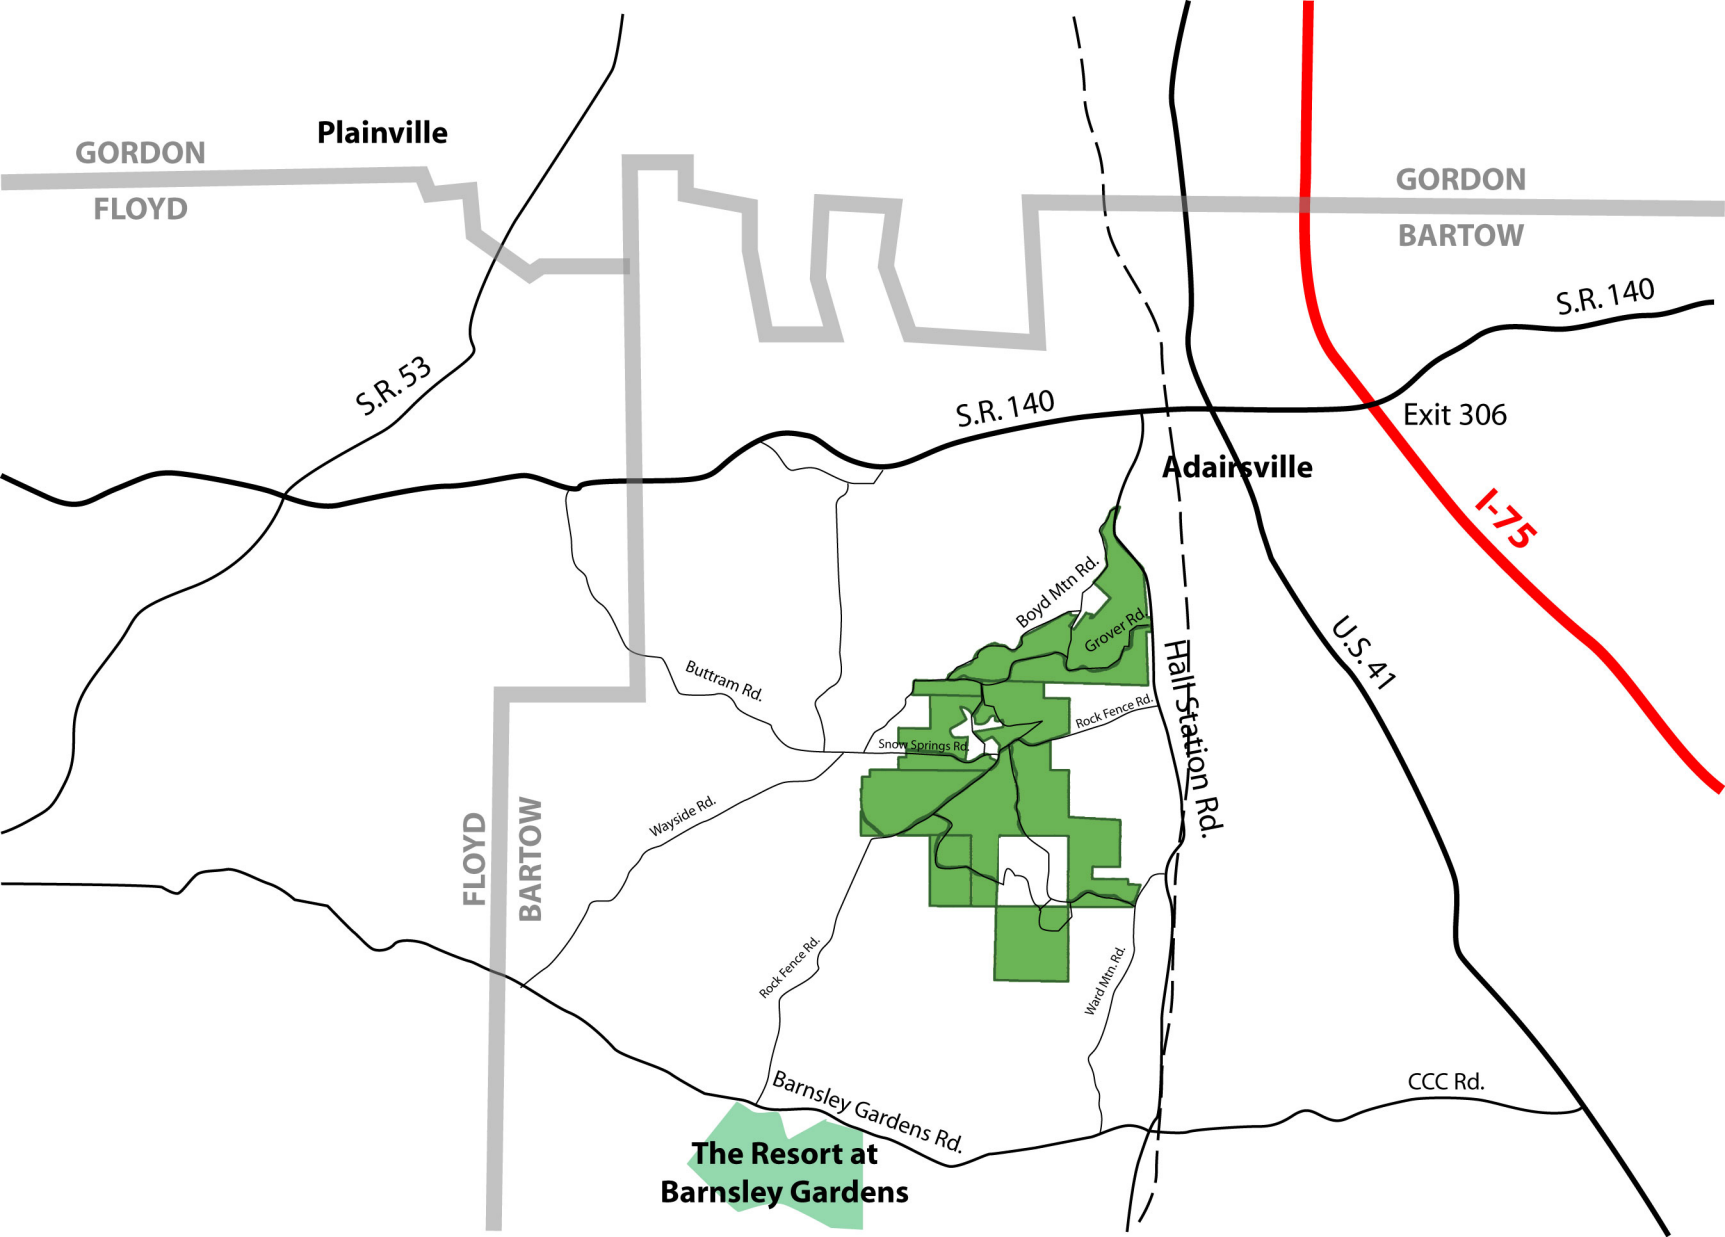 Plainville
GORDON
FLOYD
GORDON
BARTOW
S.R. 140
S.R. 53
S.R. 140
Exit 306
Adairsville
I-75
Boyd Mtn Rd.
Grover Rd.
U.S. 41
Hall Station Rd.
Buttram Rd.
Rock Fence Rd.
Snow Springs Rd.
Wayside Rd.
FLOYD
BARTOW
Rock Fence Rd.
Ward Mtn. Rd.
CCC Rd.
Barnsley Gardens Rd.
The Resort at
Barnsley Gardens